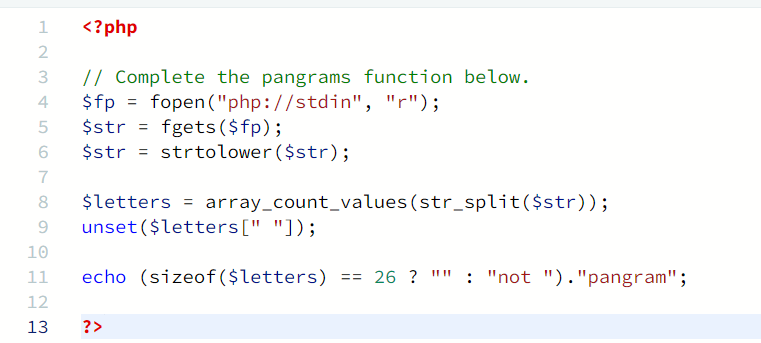 1 <?php
2
3 // Complete the pangrams function below.
4 $fp = fopen("php://stdin", "r");
5 $str = fgets($fp);
6 $str = strtolower($str);
7
8 $letters = array_count_values(str_split($str));
9 unset($letters[" "]);
10
11 echo (sizeof($letters) == 26 ? "" : "not ")."pangram";
12
13 ?>